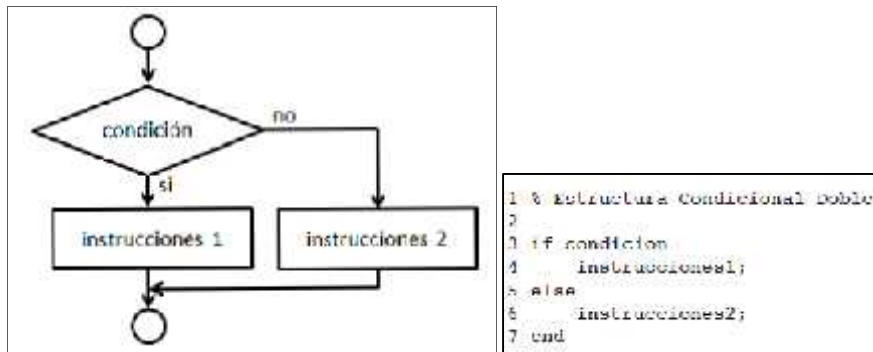 condición
no
si
instrucciones 1
instrucciones 2
1 % Estructura Condicional Doble
2
3 if condicion
4 instrucciones1;
5 else
6 instrucciones2;
7 end